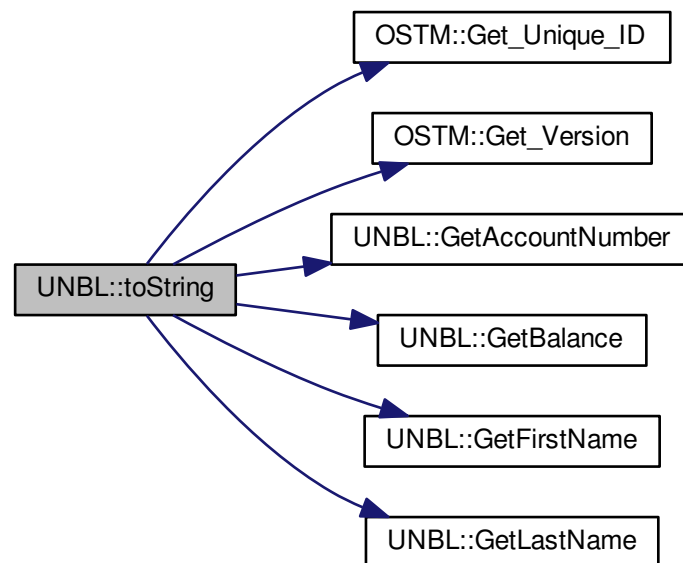 OSTM::Get_Unique_ID
OSTM::Get_Version
UNBL::GetAccountNumber
UNBL::toString
UNBL::GetBalance
UNBL::GetFirstName
UNBL::GetLastName